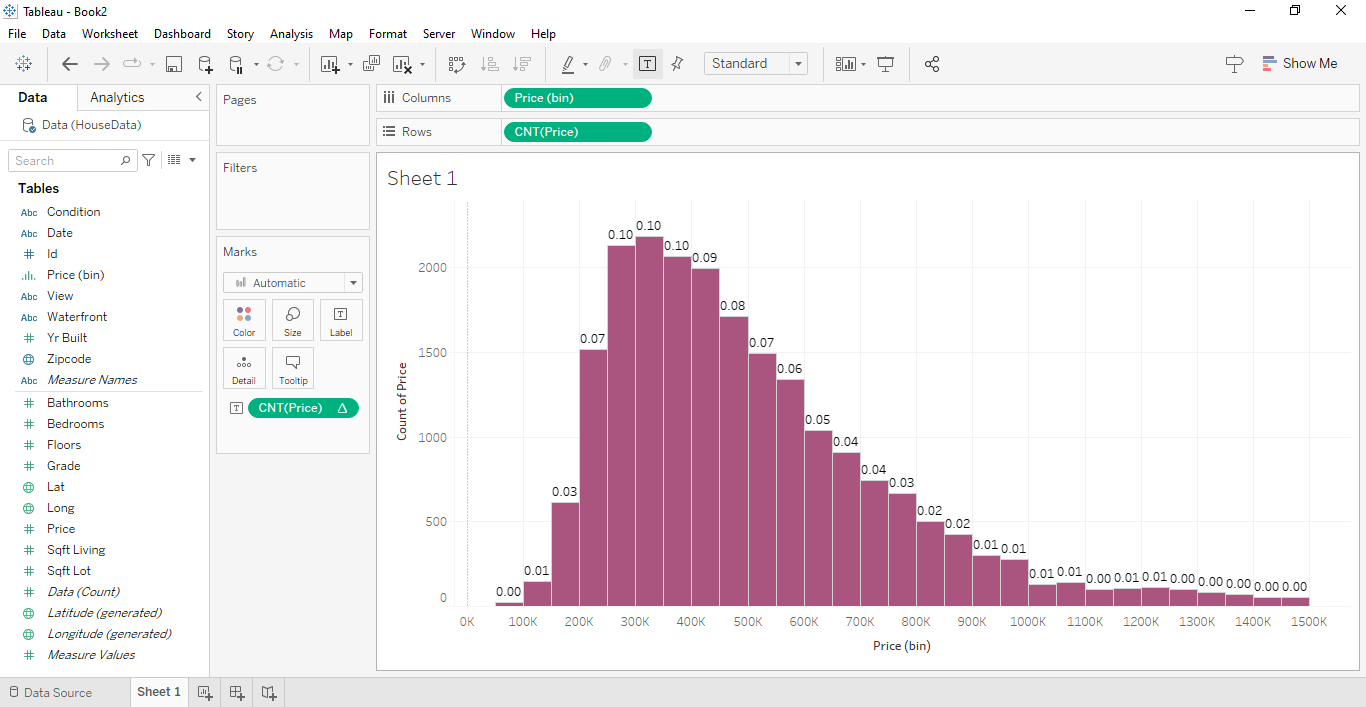 Tableau - Book2
File Data Worksheet Dashboard Story Analysis Map Format Server Window Help
Standard
Show Me
Data Analytics
Data (HouseData)
Search
Tables
Abc Condition
Abc Date
# Id
Price (bin)
Abc View
Abc Waterfront
# Yr Built
Zipcode
Abc Measure Names
# Bathrooms
# Bedrooms
# Floors
# Grade
Lat
Long
# Price
# Sqft Living
# Sqft Lot
# Data (Count)
Latitude (generated)
Longitude (generated)
# Measure Values
Pages
Filters
Marks
Automatic
Color Size T Label
Detail Tooltip
T CNT(Price) Δ
Columns Price (bin)
Rows CNT(Price)
Sheet 1
Count of Price
2000
1500
1000
500
0
0.00 0.01 0.03 0.07 0.10 0.10 0.10 0.09 0.08 0.07 0.06 0.05 0.04 0.04 0.03 0.02 0.02 0.01 0.01 0.01 0.01 0.00 0.01 0.01 0.00 0.00 0.00 0.00 0.00
0K 100K 200K 300K 400K 500K 600K 700K 800K 900K 1000K 1100K 1200K 1300K 1400K 1500K
Price (bin)
Data Source Sheet 1